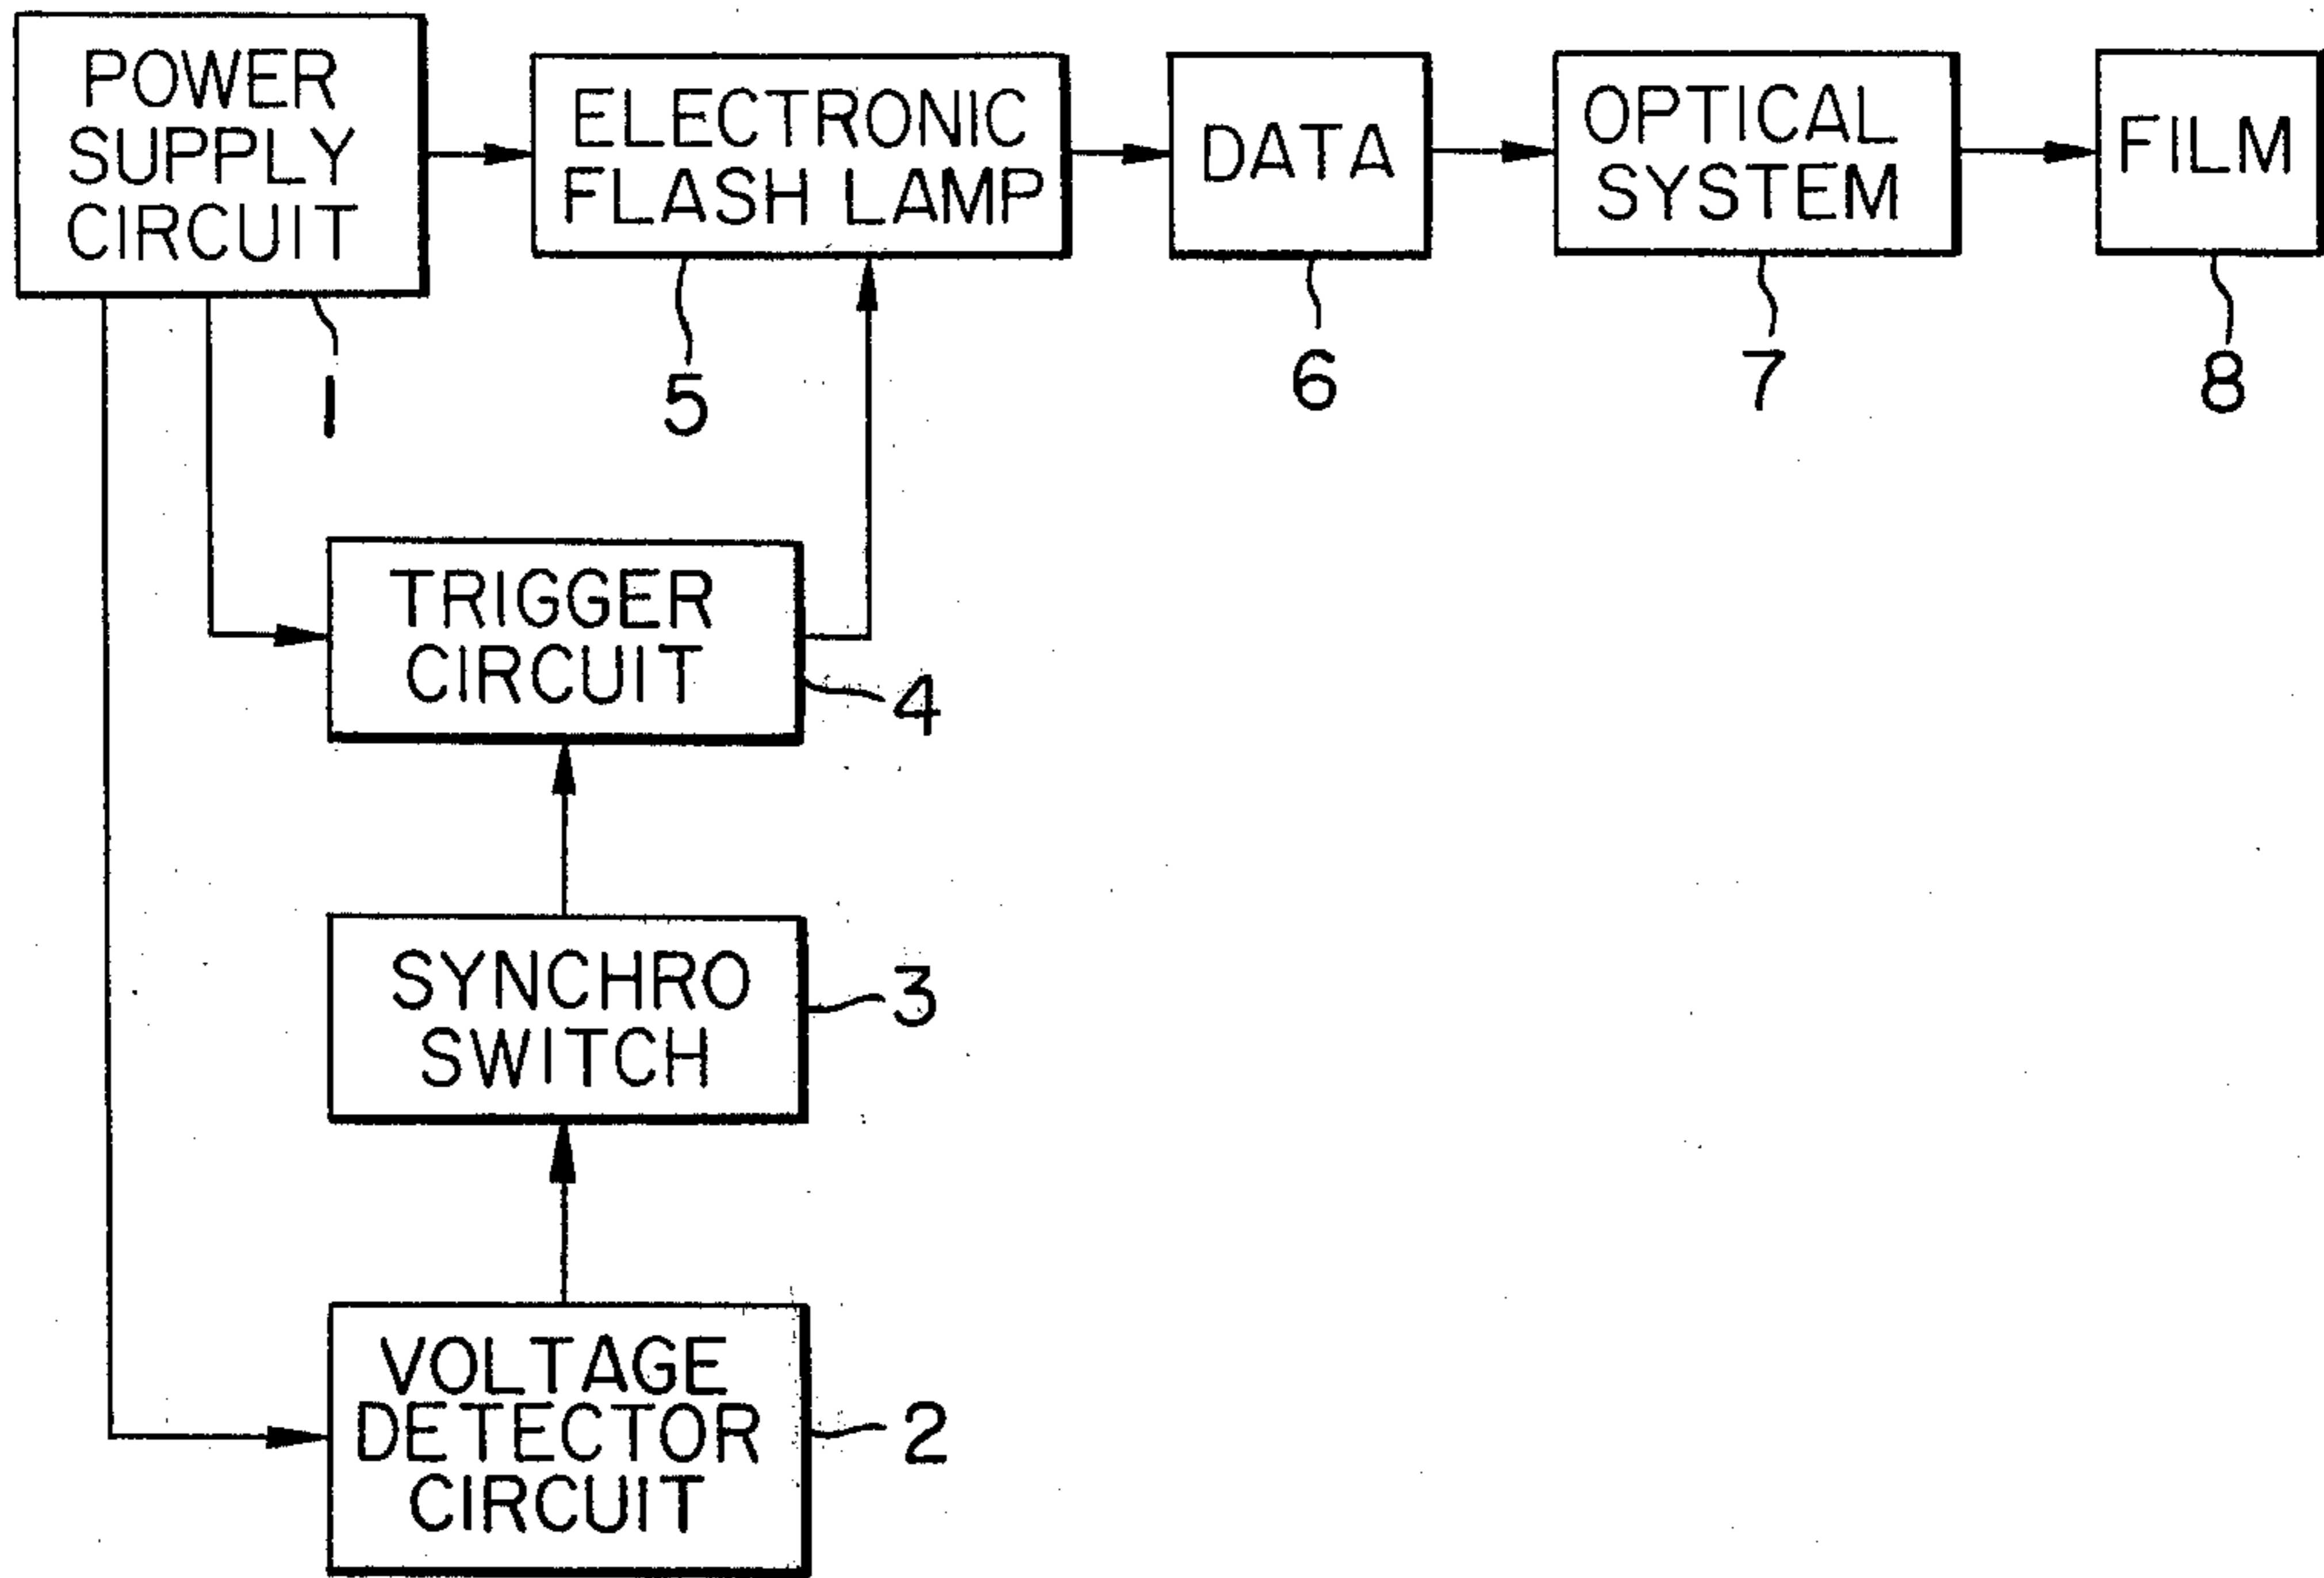 POWER
SUPPLY
CIRCUIT
1
ELECTRONIC
FLASH LAMP
5
DATA
6
OPTICAL
SYSTEM
7
FILM
8
TRIGGER
CIRCUIT
4
SYNCHRO
SWITCH
3
VOLTAGE
DETECTOR
CIRCUIT
2